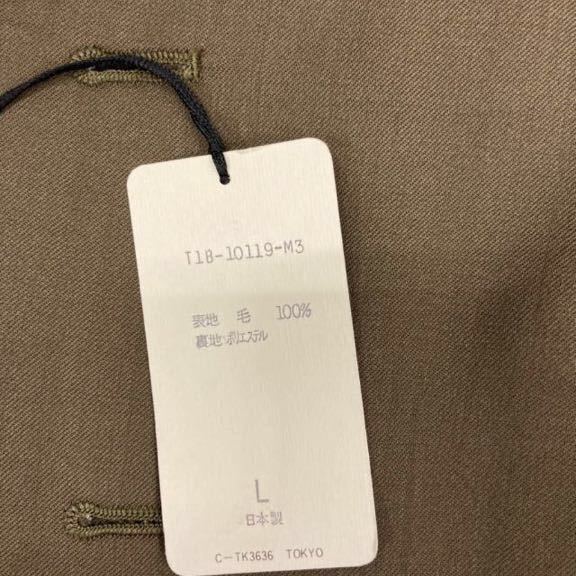 T1B-10119-M3
表地 毛 100%
裏地:ポリエステル
L
日本製
C-TK3636 TOKYO